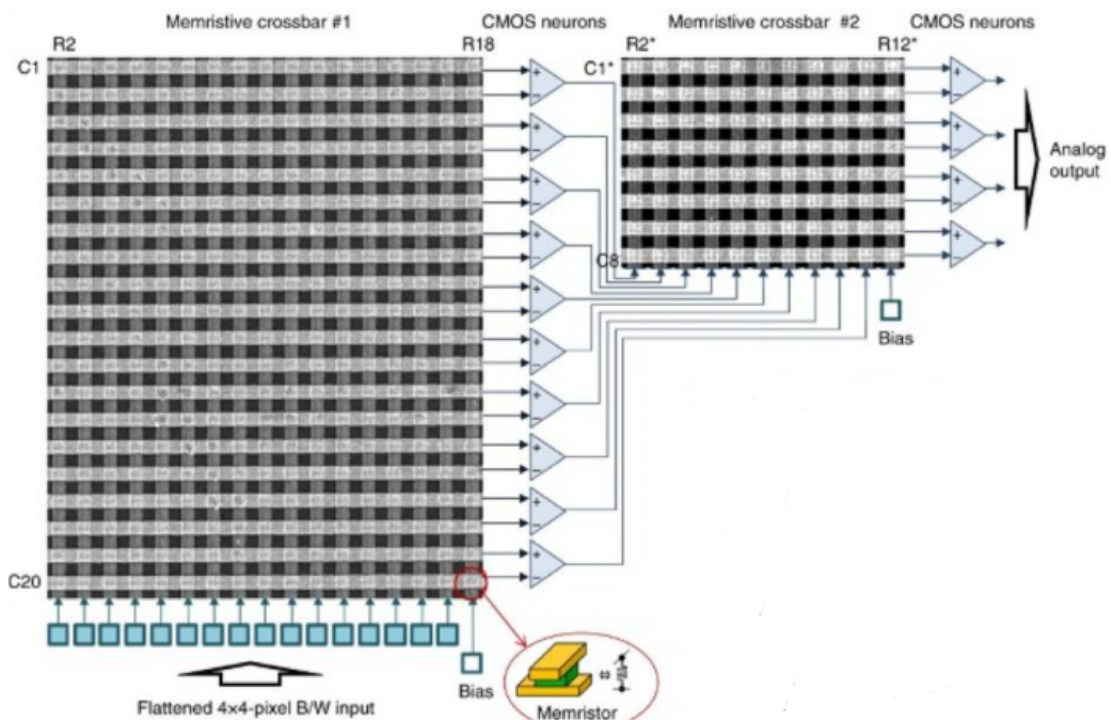 Memristive crossbar #1
CMOS neurons
Memristive crossbar #2
CMOS neurons
R2
R18
R2*
R12*
C1
C1*
+
−
+
−
+
−
+
−
+
−
+
−
+
−
+
−
+
−
+
−
+
−
+
−
+
−
+
−
Analog
output
C8
Bias
C20
Bias
Flattened 4×4-pixel B/W input
Memristor